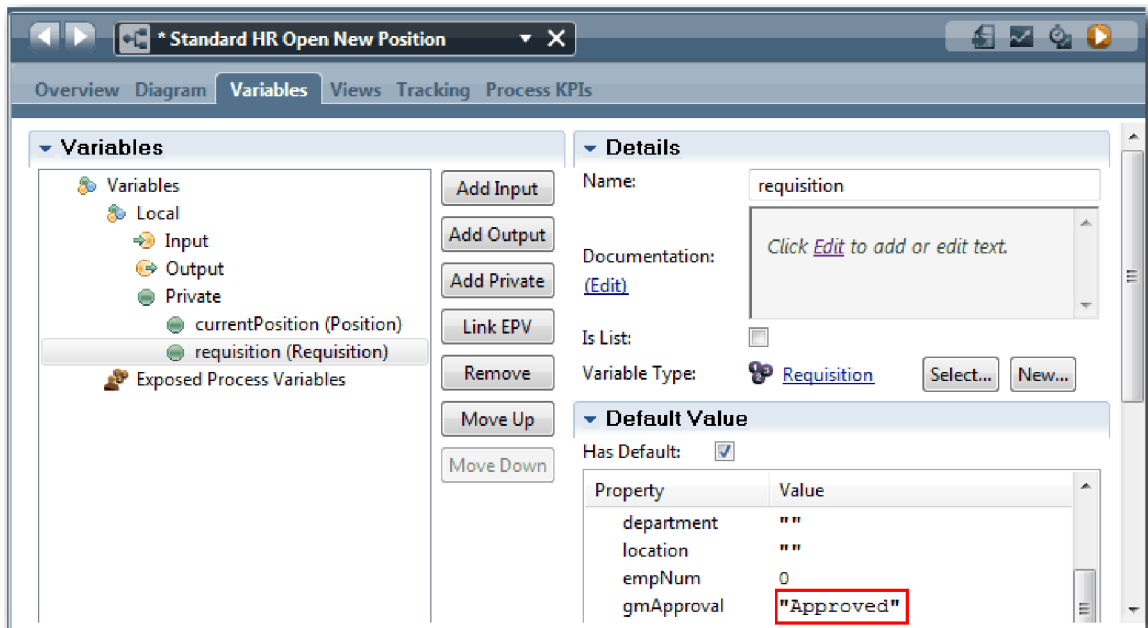 * Standard HR Open New Position
Overview Diagram Variables Views Tracking Process KPIs
Variables
Variables
Local
Input
Output
Private
currentPosition (Position)
requisition (Requisition)
Exposed Process Variables
Add Input
Add Output
Add Private
Link EPV
Remove
Move Up
Move Down
Details
Name: requisition
Documentation:
(Edit)
Click Edit to add or edit text.
Is List:
Variable Type: Requisition Select... New...
Default Value
Has Default:
Property Value
department ""
location ""
empNum 0
gmApproval "Approved"